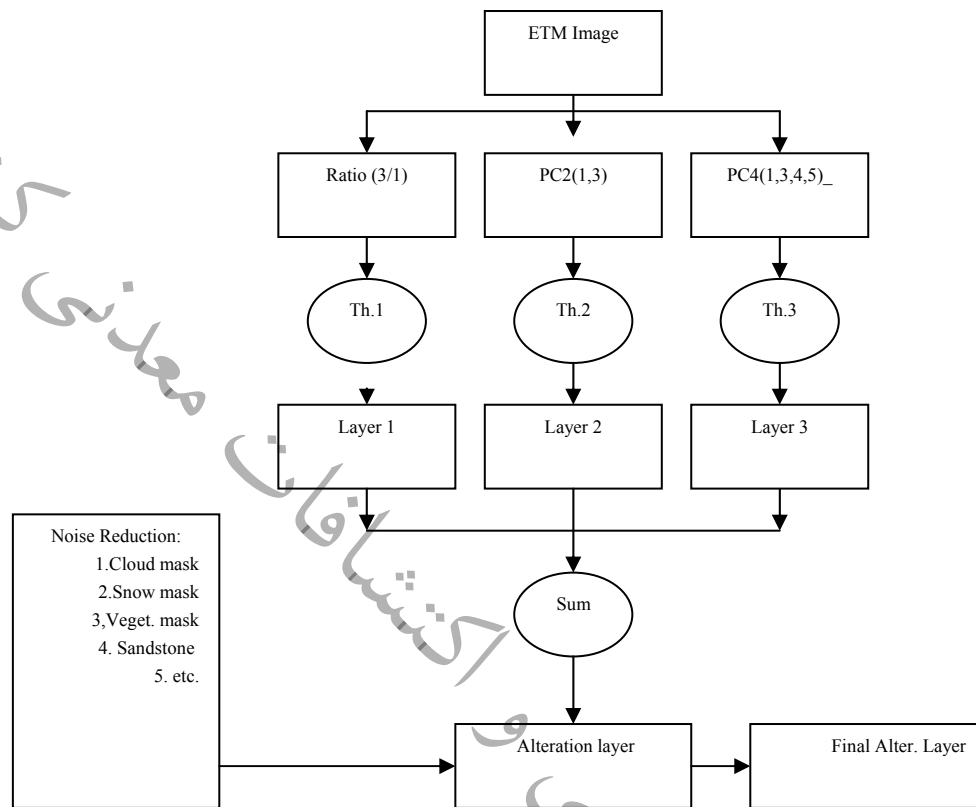 ETM Image
Ratio (3/1)
PC2(1,3)
PC4(1,3,4,5)_
Th.1
Th.2
Th.3
Layer 1
Layer 2
Layer 3
Noise Reduction:
1.Cloud mask
2.Snow mask
3,Veget. mask
4. Sandstone
5. etc.
Sum
Alteration layer
Final Alter. Layer
و اکتشافات معدنی